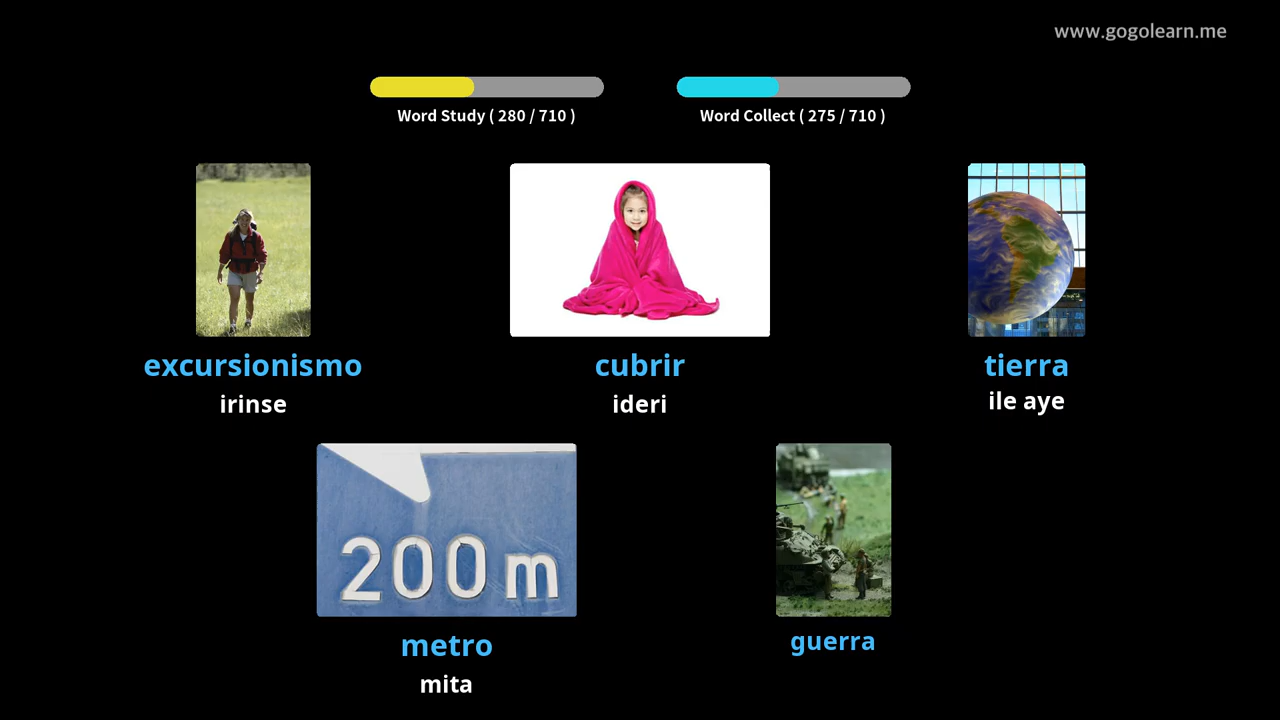 www.gogolearn.me
Word Study ( 280 / 710 )
Word Collect ( 275 / 710 )
excursionismo
irinse
cubrir
ideri
tierra
ile aye
200 m
metro
mita
guerra